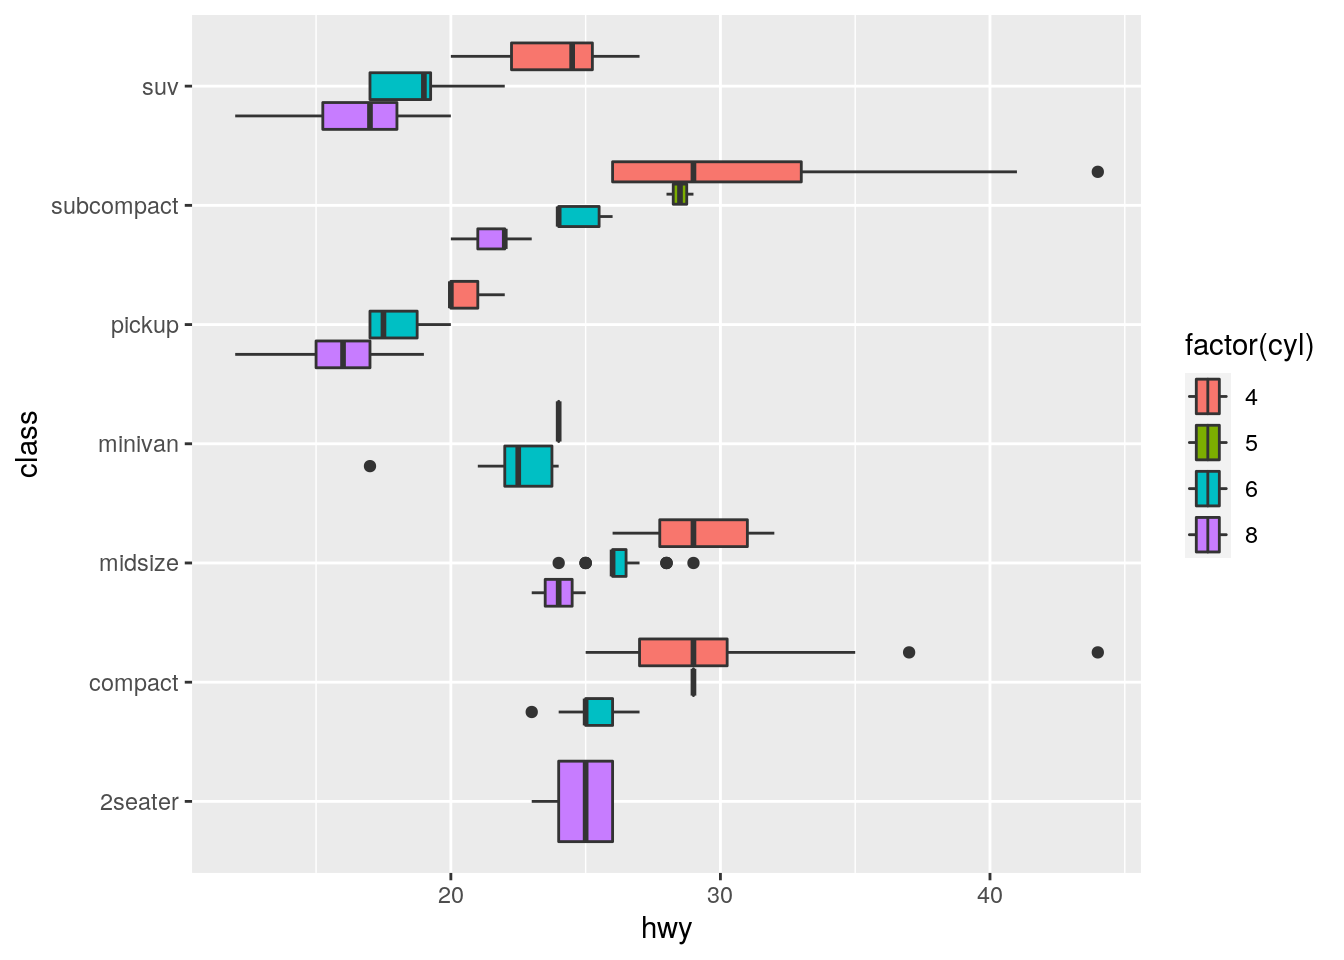 suv
subcompact
pickup
minivan
midsize
compact
2seater
class
20 30 40
hwy
factor(cyl)
4
5
6
8